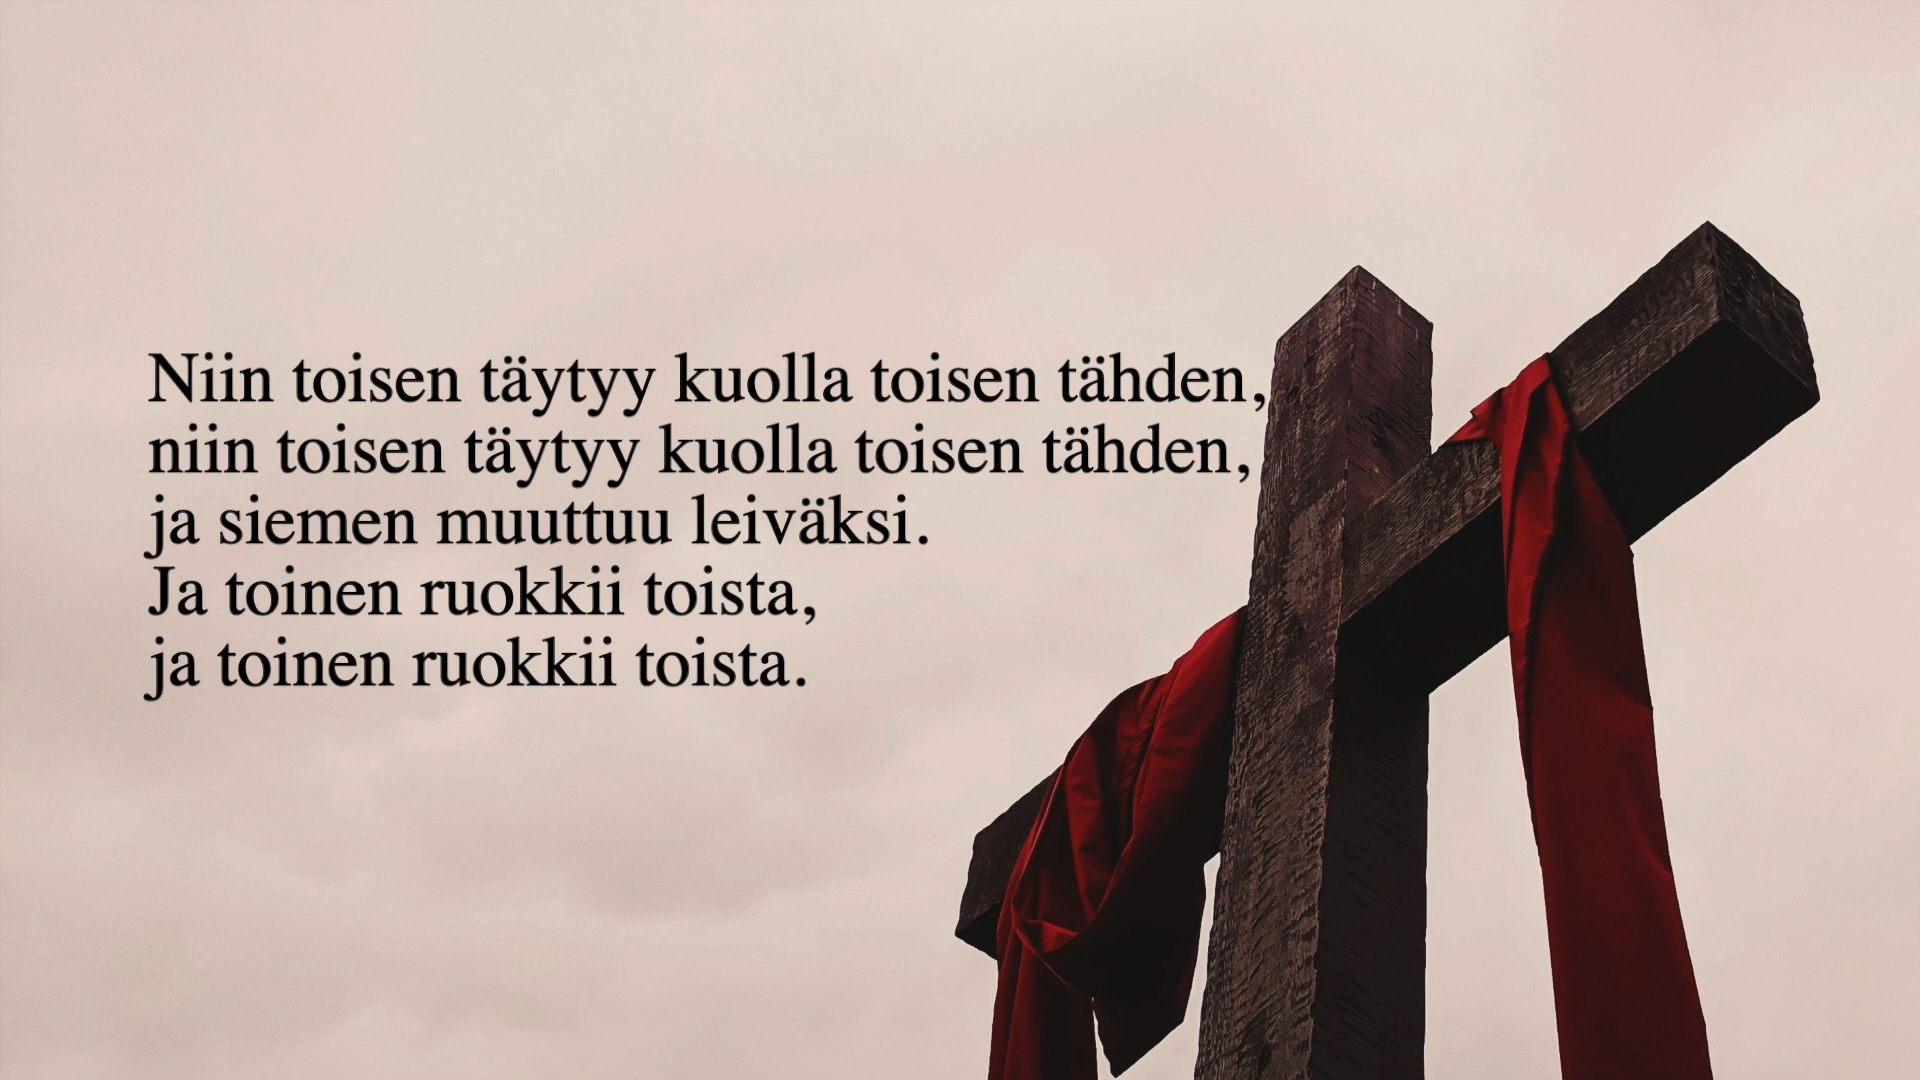 Niin toisen täytyy kuolla toisen tähden,
niin toisen täytyy kuolla toisen tähden,
ja siemen muuttuu leiväksi.
Ja toinen ruokkii toista,
ja toinen ruokkii toista.